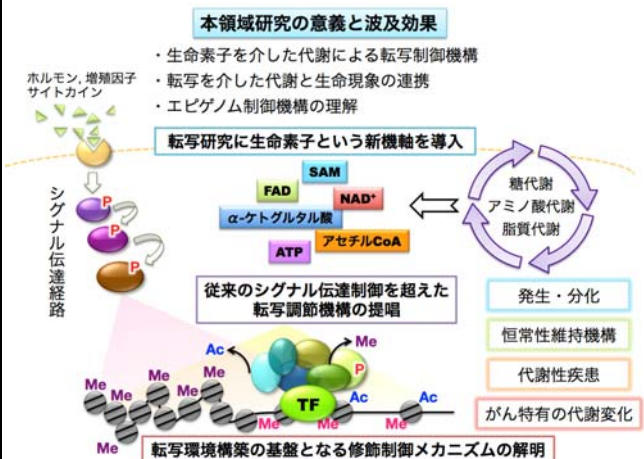 本領域研究の意義と波及効果
・生命素子を介した代謝による転写制御機構
・転写を介した代謝と生命現象の連携
・エピゲノム制御機構の理解
ホルモン, 増殖因子
サイトカイン
転写研究に生命素子という新機軸を導入
シグナル伝達経路
P
P
P
SAM
FAD
NAD⁺
α-ケトグルタル酸
アセチルCoA
ATP
糖代謝
アミノ酸代謝
脂質代謝
従来のシグナル伝達制御を超えた
転写調節機構の提唱
発生・分化
恒常性維持機構
代謝性疾患
がん特有の代謝変化
Ac
Me
P
TF
Me
Me
Me
Me
Me
Me
Me
Ac
Ac
Me
Me
Me
転写環境構築の基盤となる修飾制御メカニズムの解明